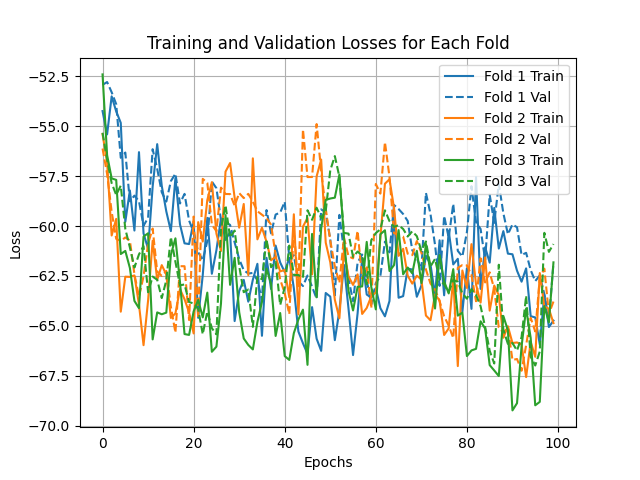 Training and Validation Losses for Each Fold
Fold 1 Train
Fold 1 Val
Fold 2 Train
Fold 2 Val
Fold 3 Train
Fold 3 Val
−52.5
−55.0
−57.5
−60.0
−62.5
−65.0
−67.5
−70.0
Loss
0 20 40 60 80 100
Epochs